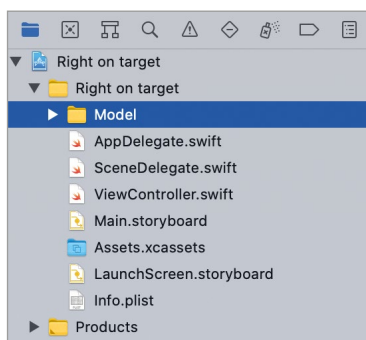 Right on target
Right on target
Model
AppDelegate.swift
SceneDelegate.swift
ViewController.swift
Main.storyboard
Assets.xcassets
LaunchScreen.storyboard
Info.plist
Products